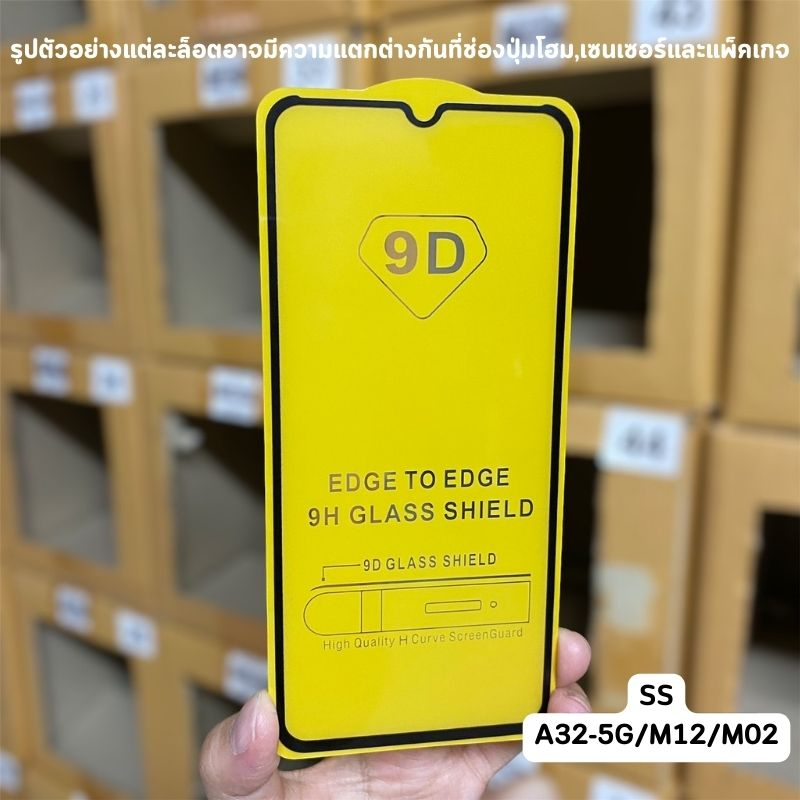 รูปตัวอย่างแต่ละล็อตอาจมีความแตกต่างกันที่ช่องปุ่มโฮม,เซนเซอร์และแพ็คเกจ
9D
EDGE TO EDGE
9H GLASS SHIELD
9D GLASS SHIELD
High Quality H Curve ScreenGuard
44
SS
A32-5G/M12/M02